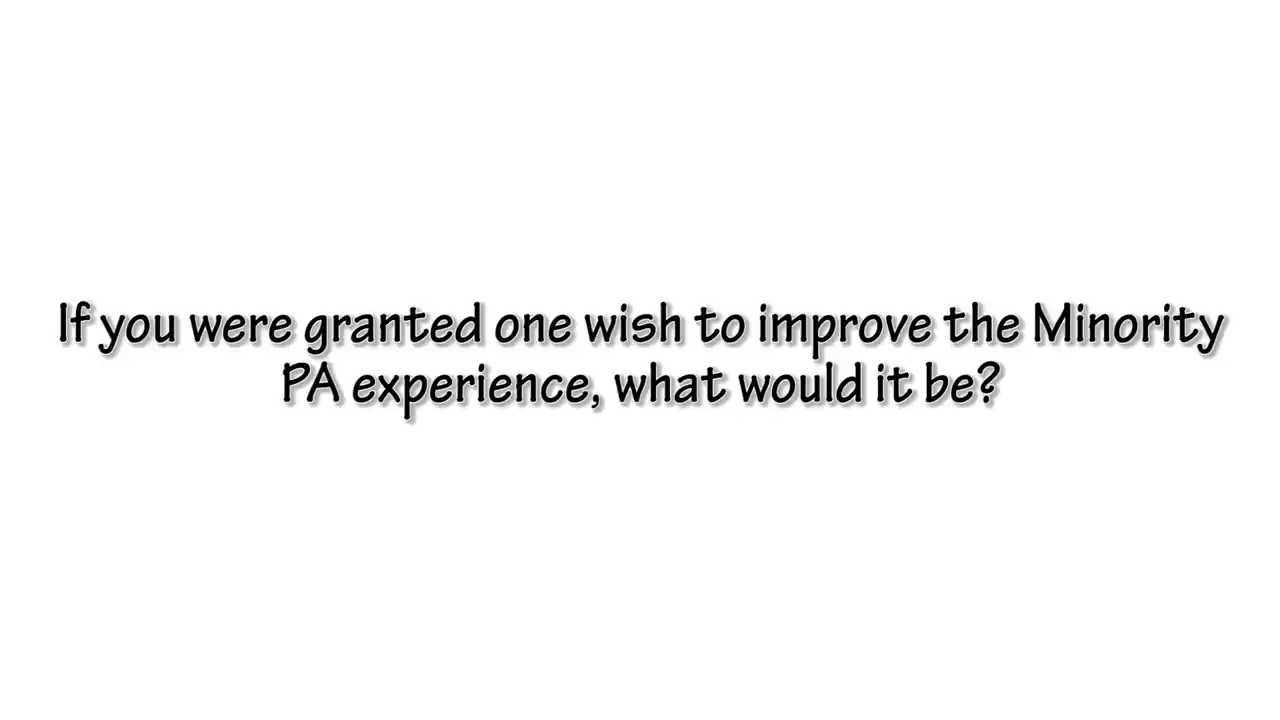 If you were granted one wish to improve the Minority
PA experience, what would it be?